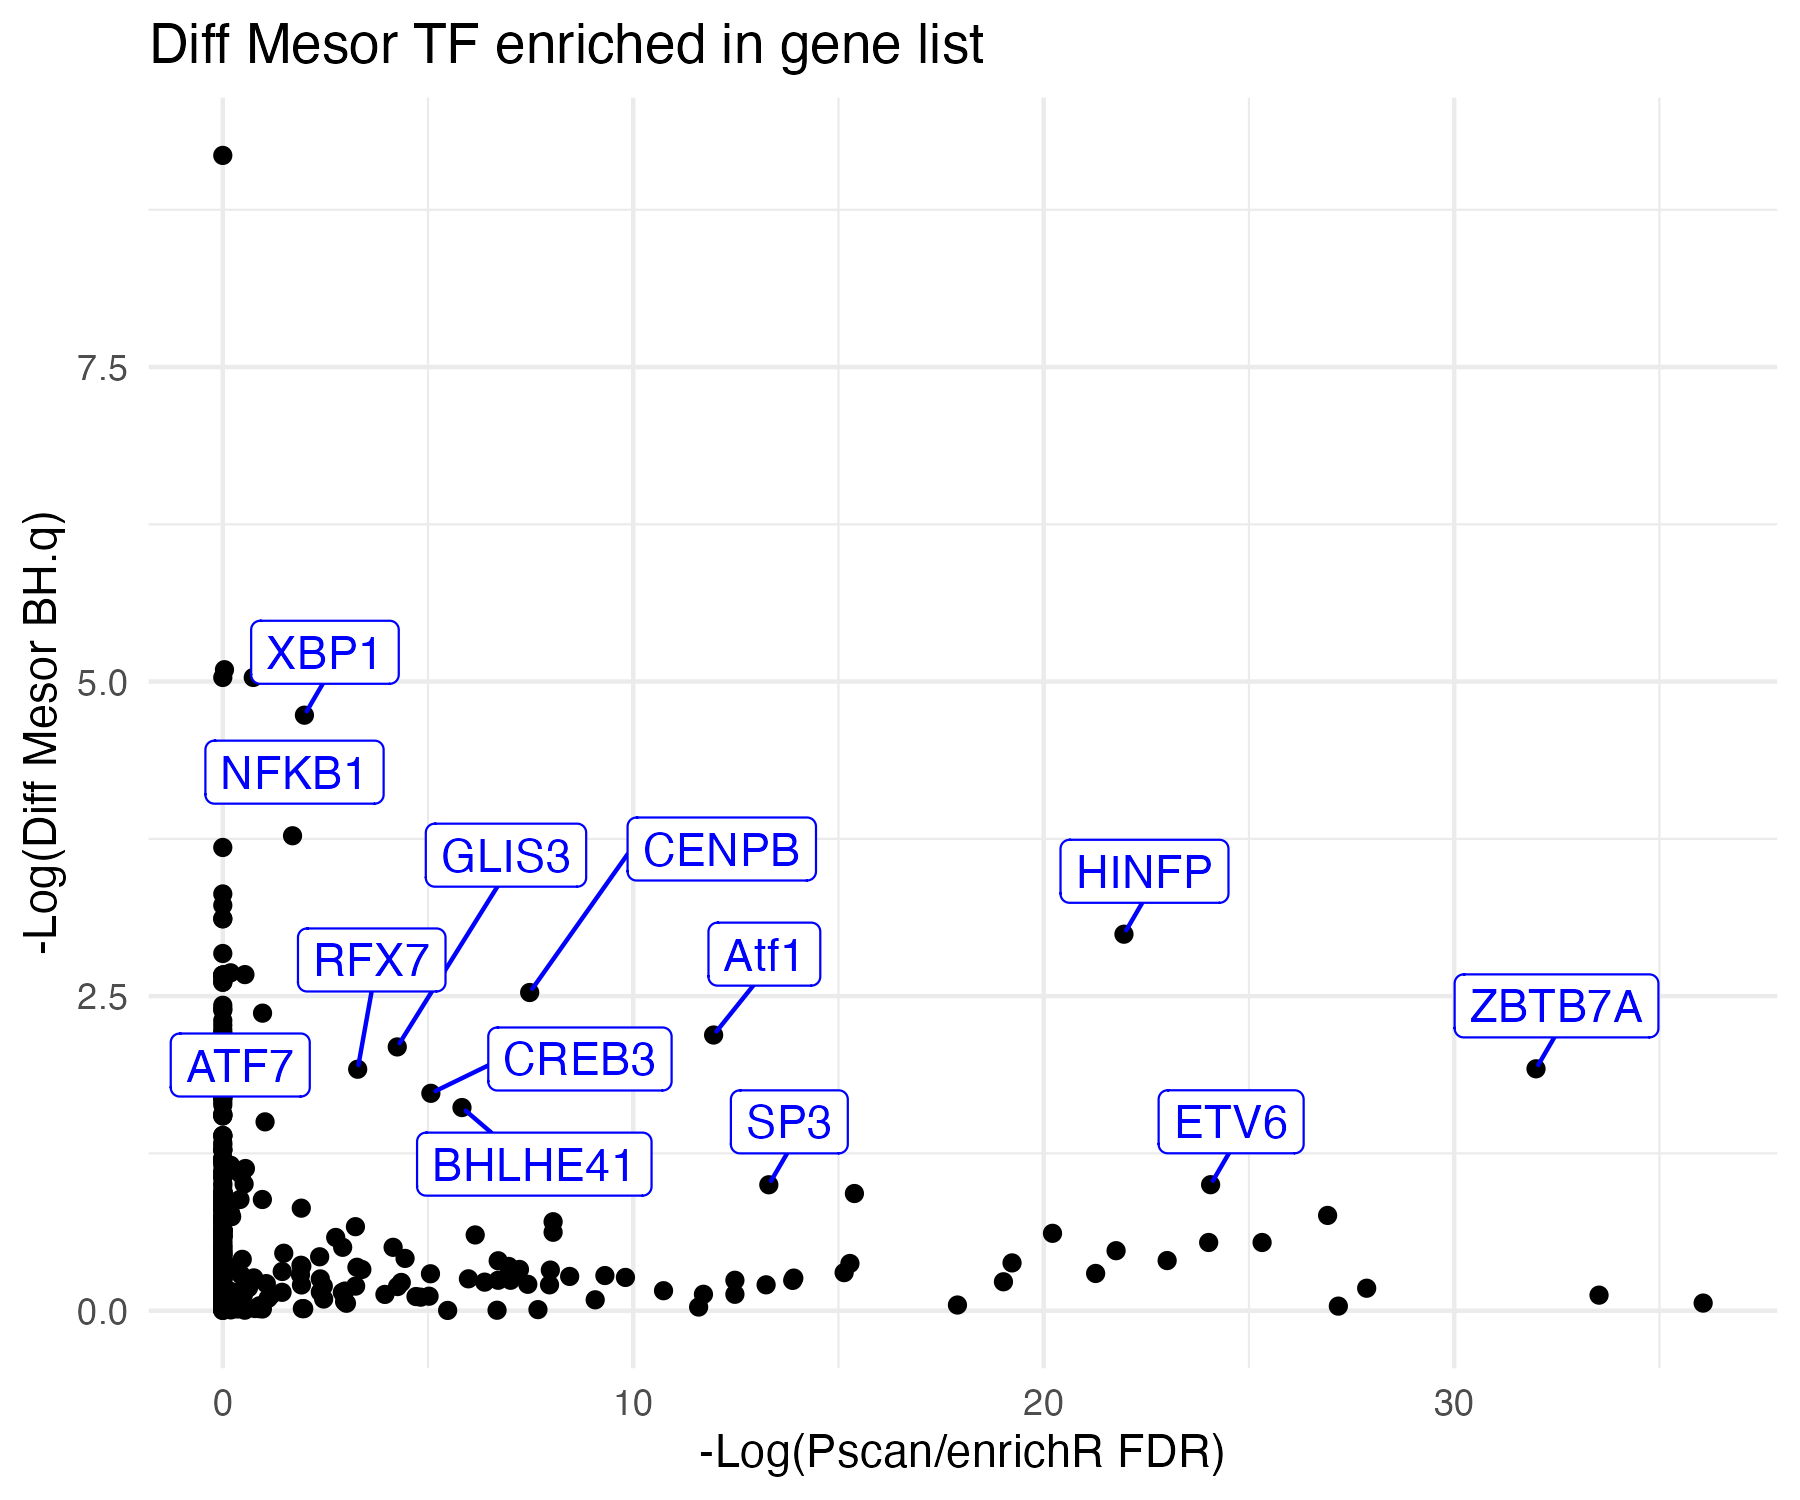 Diff Mesor TF enriched in gene list
-Log(Diff Mesor BH.q)
7.5
5.0
2.5
0.0
XBP1
NFKB1
GLIS3
CENPB
HINFP
RFX7
Atf1
ZBTB7A
ATF7
CREB3
SP3
ETV6
BHLHE41
0
10
20
30
-Log(Pscan/enrichR FDR)